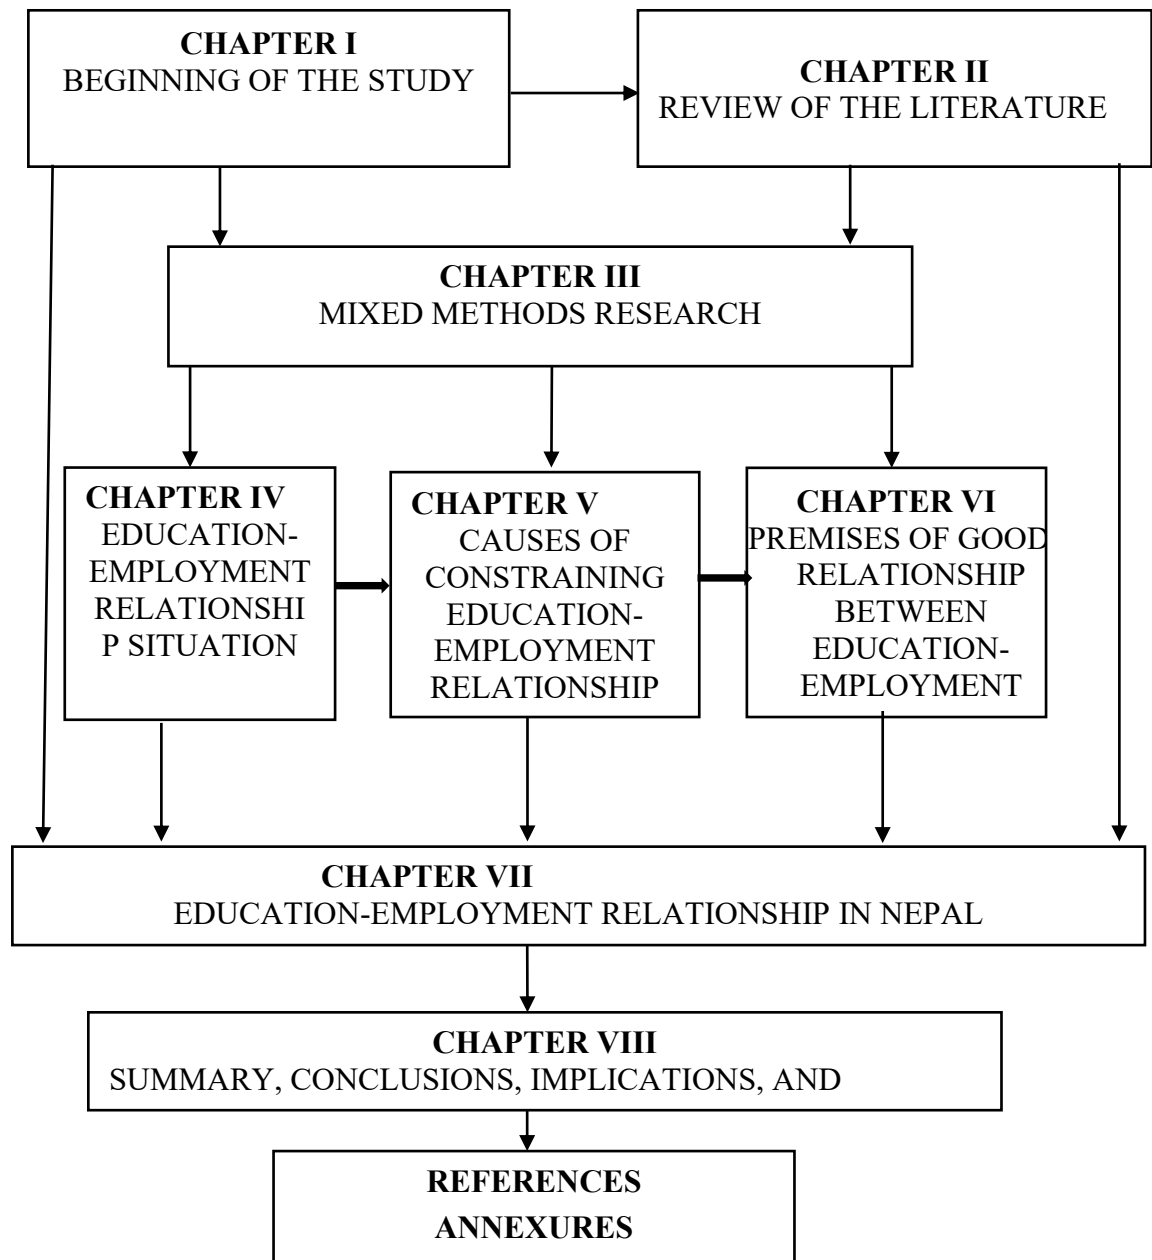 CHAPTER I
BEGINNING OF THE STUDY
CHAPTER II
REVIEW OF THE LITERATURE
CHAPTER III
MIXED METHODS RESEARCH
CHAPTER IV
EDUCATION-
EMPLOYMENT
RELATIONSHI
P SITUATION
CHAPTER V
CAUSES OF
CONSTRAINING
EDUCATION-
EMPLOYMENT
RELATIONSHIP
CHAPTER VI
PREMISES OF GOOD
RELATIONSHIP
BETWEEN
EDUCATION-
EMPLOYMENT
CHAPTER VII
EDUCATION-EMPLOYMENT RELATIONSHIP IN NEPAL
CHAPTER VIII
SUMMARY, CONCLUSIONS, IMPLICATIONS, AND
REFERENCES
ANNEXURES